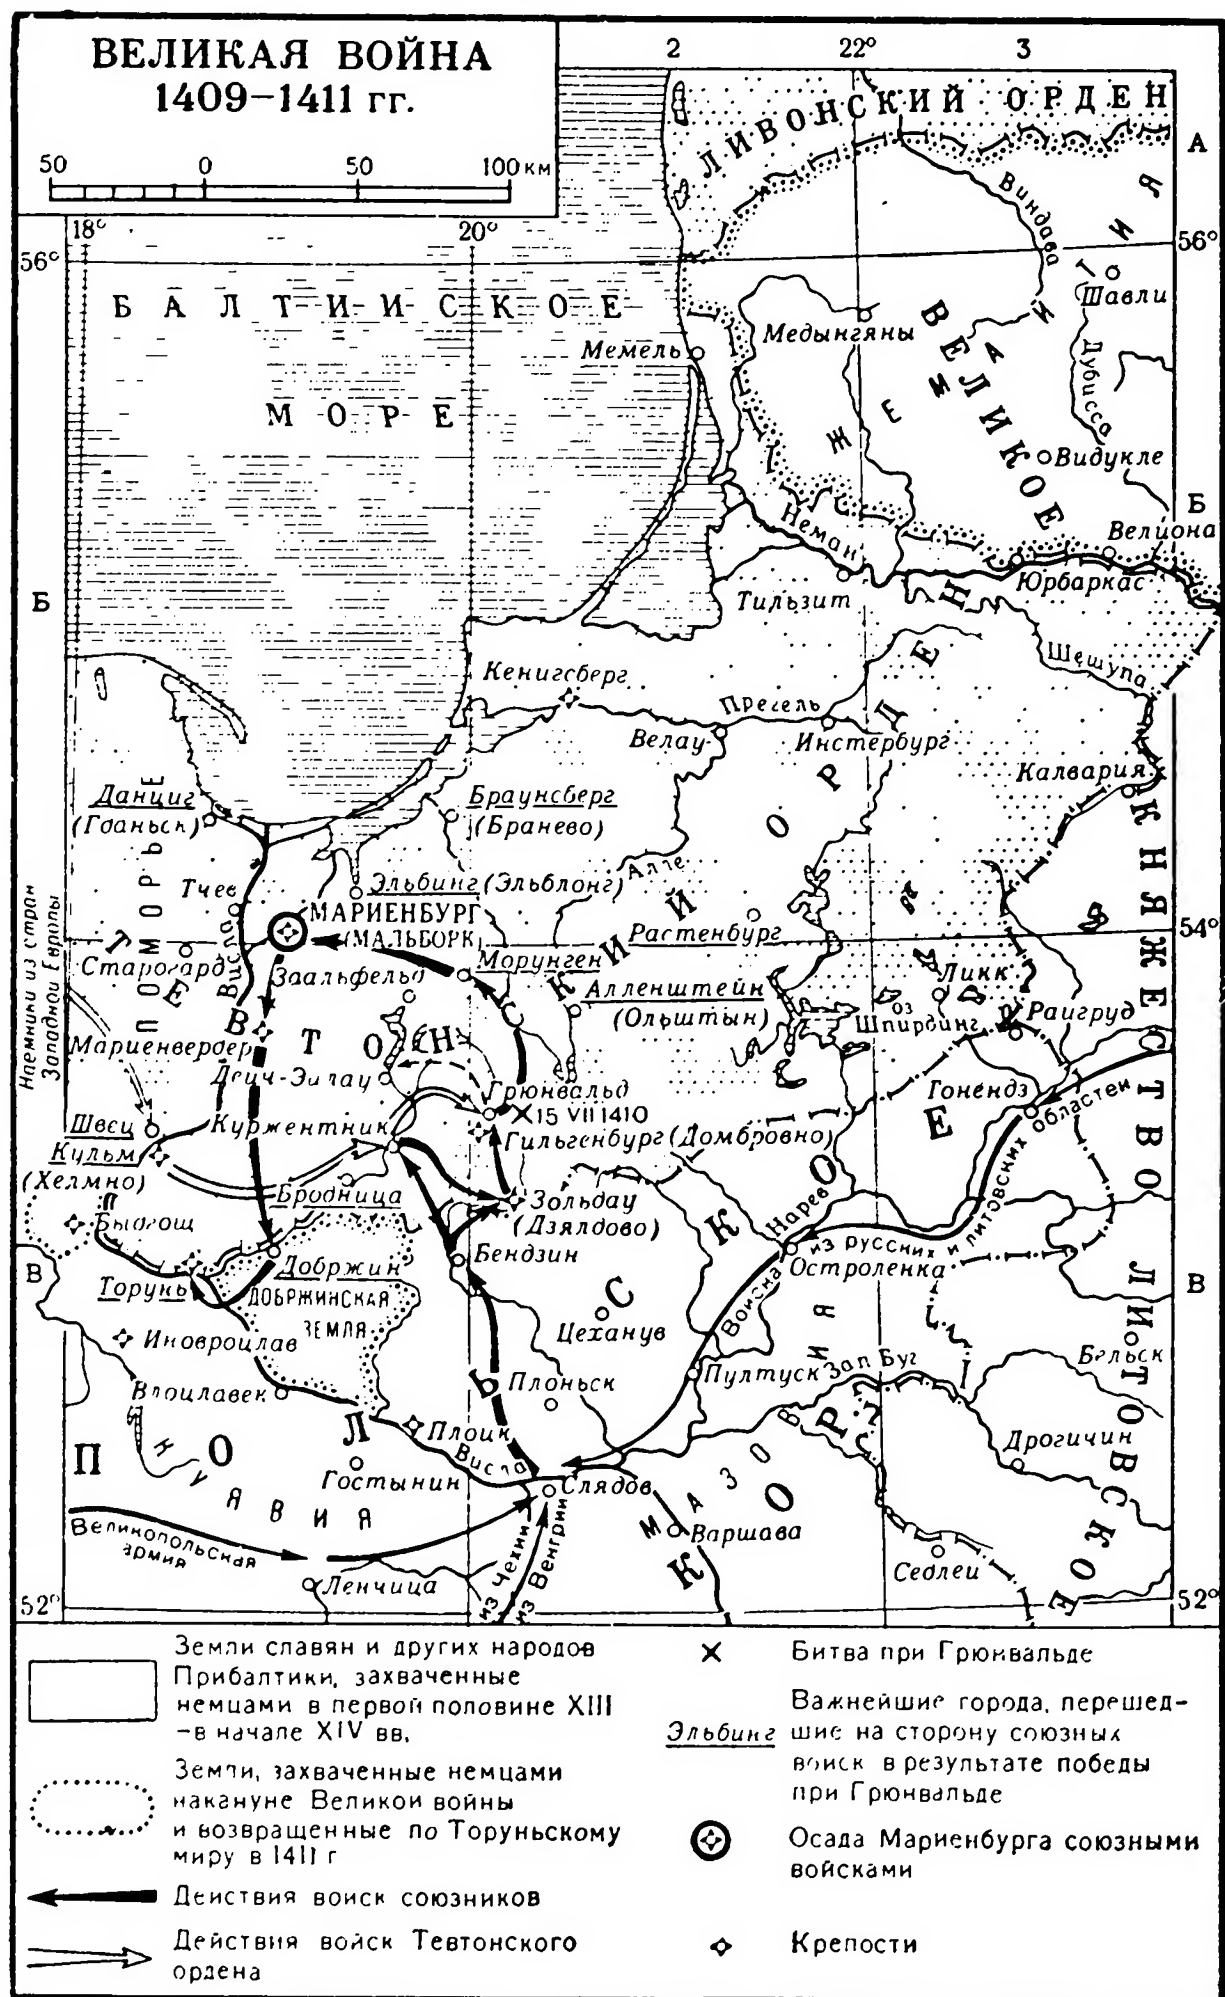 ВЕЛИКАЯ ВОЙНА
1409–1411 гг.
50 0 50 100 км
2 22° 3
18° 20°
56° 56°
А
Б
Б
В
В
54°
52° 52°
ЛИВОНСКИЙ ОРДЕН
БАЛТИЙСКОЕ
МОРЕ
ВЕЛИКОЕ
КНЯЖЕСТВО
ЛИТОВСКОЕ
ЖЕМАИТИЯ
ТЕВТОНСКИЙ ОРДЕН
ПОМОРЬЕ
КОРОЛЕВСТВО
ПОЛЬСКОЕ
Виндава
Шавли
Медынгяны
Дубисса
Мемель
Видукле
Неман
Велиона
Юрбаркас
Тильзит
Шешупа
Кенигсберг
Прегель
Велау
Инстербург
Калвария
Данциг
(Гданьск)
Браунсберг
(Бранево)
Алле
Тчев
Эльбинг (Эльблонг)
МАРИЕНБУРГ
(МАЛЬБОРК)
Растенбург
Старогард
Висла
Заальфельд
Морунген
Алленштейн
(Ольштын)
Ликк
оз
Шпирдинг
Райгруд
Наемники из стран
Западной Европы
Мариенвердер
Дейч-Эйлау
Грюнвальд
15 VII 1410
Гонендз
Швец
Куржентник
Гильгенбург (Домбровно)
Кульм
(Хелмно)
Бродница
Зольдау
(Дзялдово)
Нарев
Войска из русских и литовских областей
Быдгощ
Бендзин
Остроленка
Торунь
Добржин
ДОБРЖИНСКАЯ
ЗЕМЛЯ
Цеханув
Иновроцлав
Бельск
Влоцлавек
Плоньск
Пултуск
Зап Буг
Плоцк
Висла
Дрогичин
КУЯВИЯ
Гостынин
Слядов
МАЗОВИЯ
Варшава
Великопольская
армия
из Чехии
из Венгрии
Седлец
Ленчица
Земли славян и других народов
Прибалтики, захваченные
немцами в первой половине XIII
–в начале XIV вв.
Земли, захваченные немцами
накануне Великой войны
и возвращенные по Торуньскому
миру в 1411 г
Действия войск союзников
Действия войск Тевтонского
ордена
Битва при Грюнвальде
Эльбинг
Важнейшие города, перешед-
шие на сторону союзных
войск в результате победы
при Грюнвальде
Осада Мариенбурга союзными
войсками
Крепости